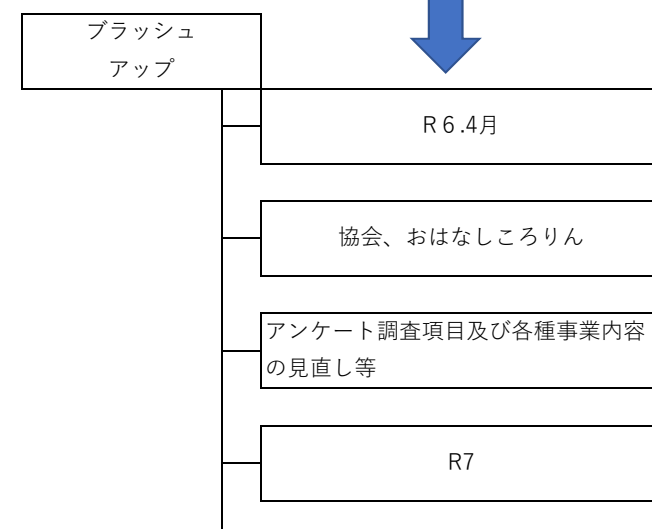 ブラッシュ
アップ
R６.4月
協会、おはなしころりん
アンケート調査項目及び各種事業内容
の見直し等
R7